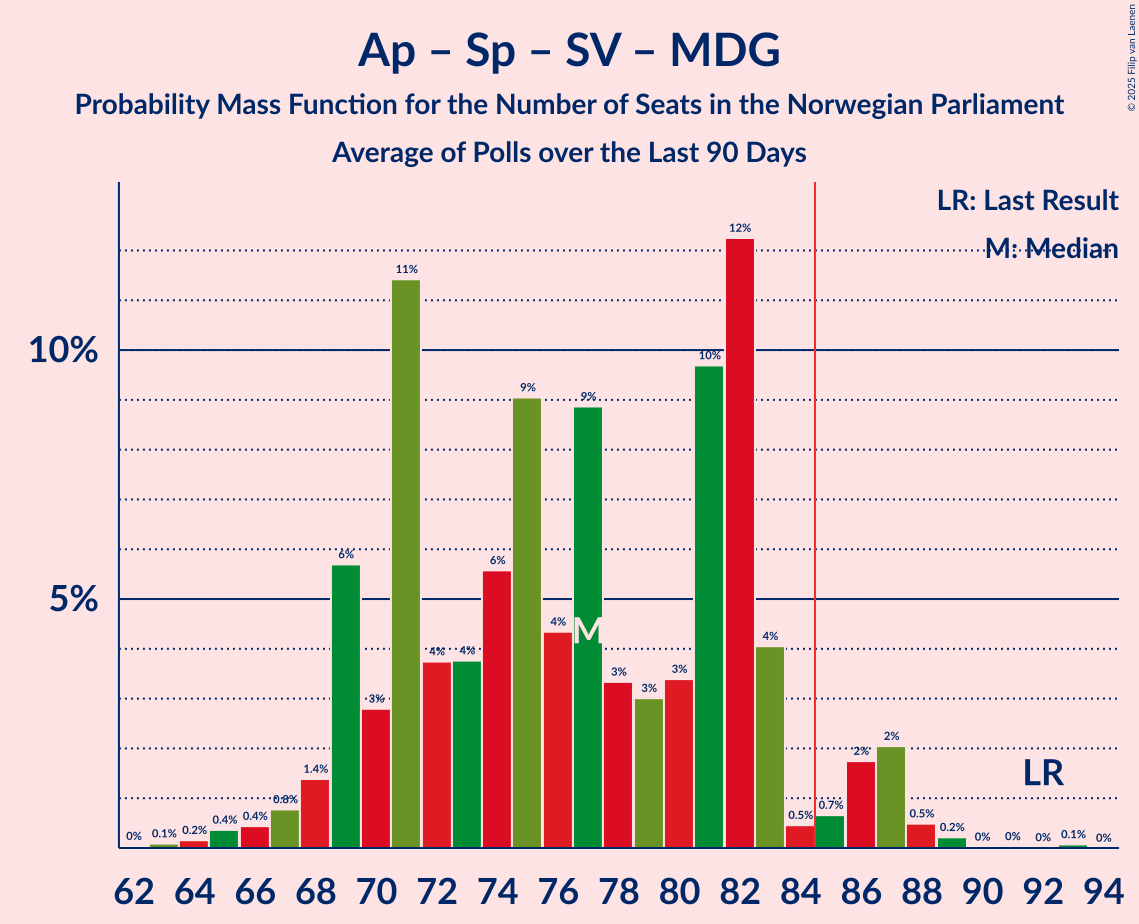 Ap – Sp – SV – MDG
Probability Mass Function for the Number of Seats in the Norwegian Parliament
Average of Polls over the Last 90 Days
© 2025 Filip van Laenen
LR: Last Result
M: Median
10%
5%
0% 0.1% 0.2% 0.4% 0.4% 0.8% 1.4% 6% 3% 11% 4% 4% 6% 9% 4% 9% 3% 3% 3% 10% 12% 4% 0.5% 0.7% 2% 2% 0.5% 0.2% 0% 0% 0% 0.1% 0%
M
LR
62 64 66 68 70 72 74 76 78 80 82 84 86 88 90 92 94